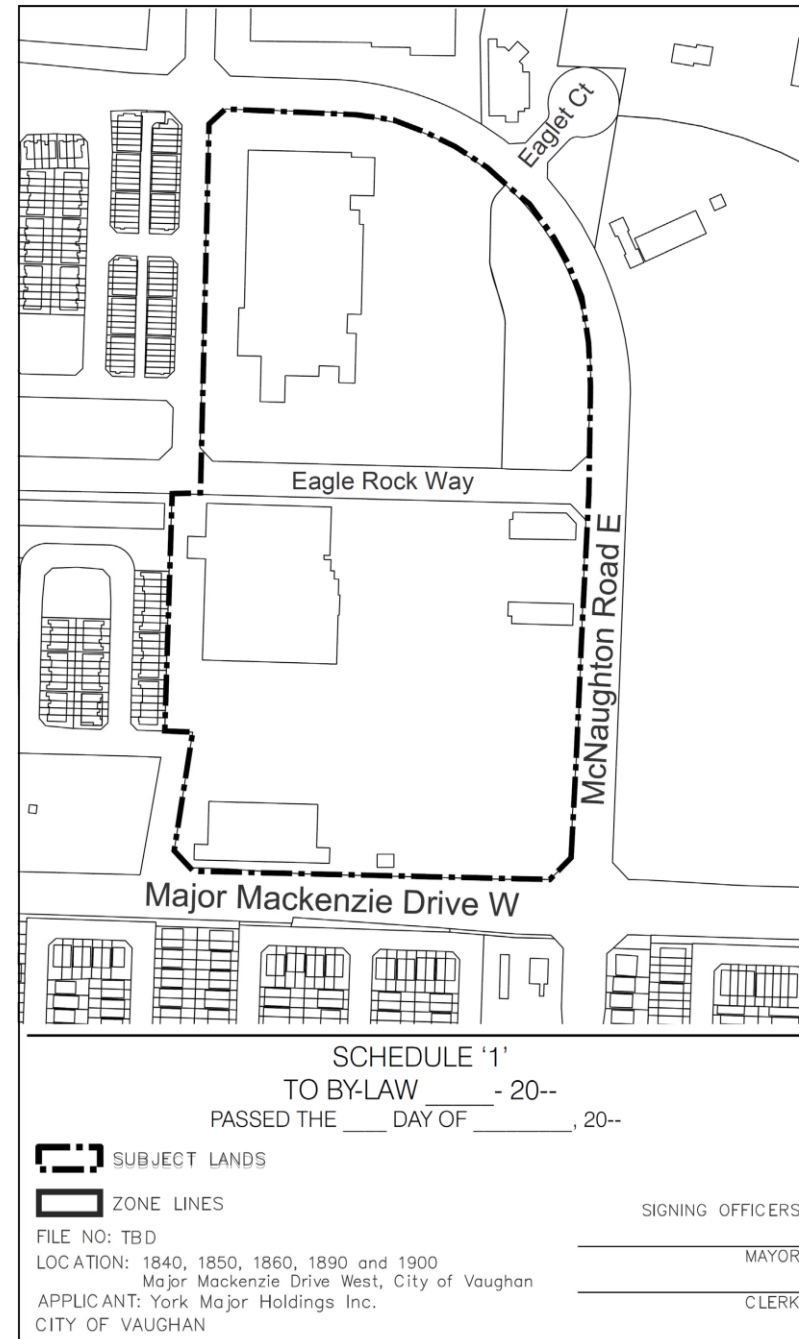 Eaglet Ct
Eagle Rock Way
McNaughton Road E
Major Mackenzie Drive W
SCHEDULE ‘1’
TO BY-LAW _____- 20--
PASSED THE ____ DAY OF _________, 20--
SUBJECT LANDS
ZONE LINES
FILE NO: TBD
LOCATION: 1840, 1850, 1860, 1890 and 1900
Major Mackenzie Drive West, City of Vaughan
APPLICANT: York Major Holdings Inc.
CITY OF VAUGHAN
SIGNING OFFICERS
MAYOR
CLERK